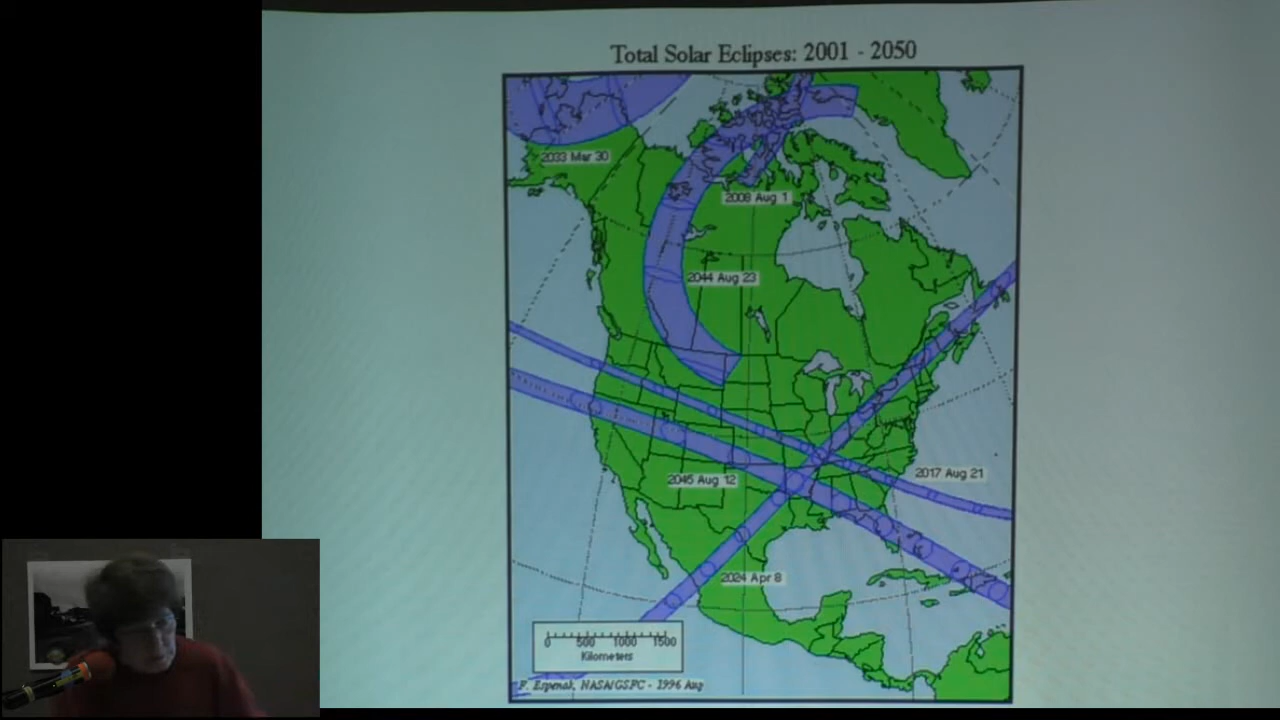 Total Solar Eclipses: 2001 - 2050
2033 Mar 30
2008 Aug 1
2044 Aug 23
2045 Aug 12
2017 Aug 21
2024 Apr 8
0 500 1000 1500
Kilometers
F. Espenak, NASA/GSFC - 1996 Aug